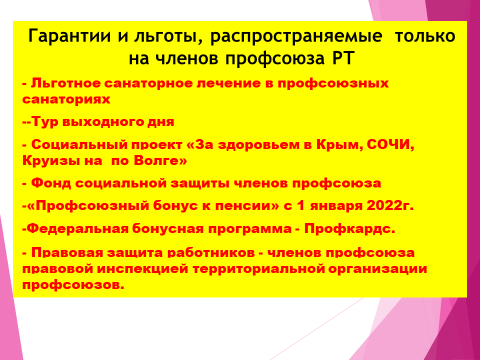 Гарантии и льготы, распространяемые только
на членов профсоюза РТ
- Льготное санаторное лечение в профсоюзных
санаториях
--Тур выходного дня
- Социальный проект «За здоровьем в Крым, СОЧИ,
Круизы на по Волге»
- Фонд социальной защиты членов профсоюза
-«Профсоюзный бонус к пенсии» с 1 января 2022г.
-Федеральная бонусная программа - Профкардс.
- Правовая защита работников - членов профсоюза
правовой инспекцией территориальной организации
профсоюзов.